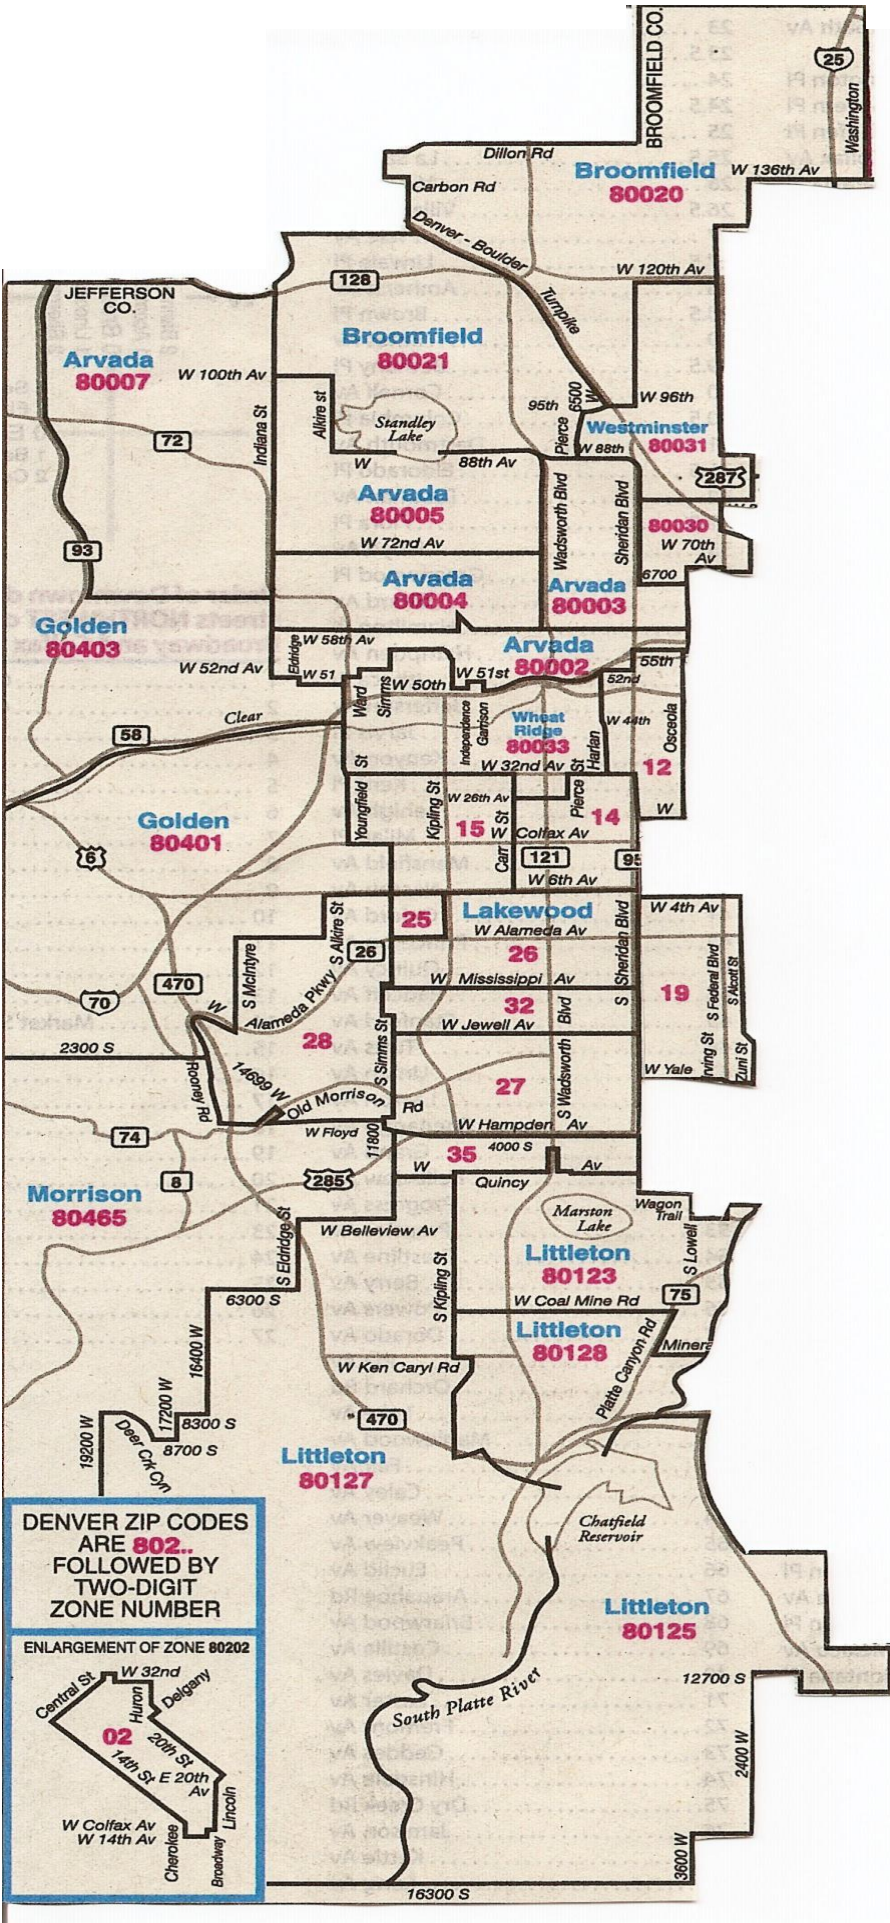 BROOMFIELD CO.
25
Washington
Dillon Rd
Broomfield
80020
W 136th Av
Carbon Rd
Denver - Boulder
Turnpike
W 120th Av
128
JEFFERSON
CO.
Arvada
80007
Broomfield
80021
W 100th Av
Indiana St
Alkire st
Standley
Lake
95th
6500 W
W 96th
Pierce
Westminster
80031
W 88th
72
W 88th Av
287
Arvada
80005
Wadsworth Blvd
Sheridan Blvd
80030
W 70th
Av
W 72nd Av
93
6700
Arvada
80004
Arvada
80003
Golden
80403
W 58th Av
Eldridge
Arvada
80002
W 52nd Av
W 51
W 51st
W 50th
55th
52nd
Ward
Simms
Clear
58
Independence
Garrison
Wheat
Ridge
80033
W 44th
Harlan
Osceola
W 32nd Av
St
12
W
Golden
80401
Youngfield
St
Kipling St
W 26th Av
Pierce St
15
14
W
Carr St
Colfax Av
121
95
6
W 6th Av
25
Lakewood
W 4th Av
W Alameda Av
S Alkire St
26
26
S McIntyre
Alameda Pkwy
W
Mississippi Av
S Sheridan Blvd
19
S Federal Blvd
S Alcott St
470
70
W
28
32
W Jewell Av
S Wadsworth Blvd
2300 S
Rooney Rd
14699 W
S Simms St
27
W Yale
Irving St
Zuni St
Old Morrison
Rd
W Hampden Av
W Floyd
11800
74
35
4000 S
W
Quincy
Av
8
285
Morrison
80465
Marston
Lake
Wagon
Trail
W Belleview Av
S Eldridge St
S Kipling St
Littleton
80123
S Lowell
6300 S
W Coal Mine Rd
75
Littleton
80128
Platte Canyon Rd
Minera
16400 W
W Ken Caryl Rd
17200 W
8300 S
8700 S
19200 W
Deer Crk Cyn
470
Littleton
80127
Chatfield
Reservoir
Littleton
80125
12700 S
South Platte River
2400 W
3600 W
16300 S
DENVER ZIP CODES
ARE 802..
FOLLOWED BY
TWO-DIGIT
ZONE NUMBER
ENLARGEMENT OF ZONE 80202
W 32nd
Central St
Huron
Delgany
02
20th St
14th St
E 20th
Av
Lincoln
W Colfax Av
W 14th Av
Cherokee
Broadway